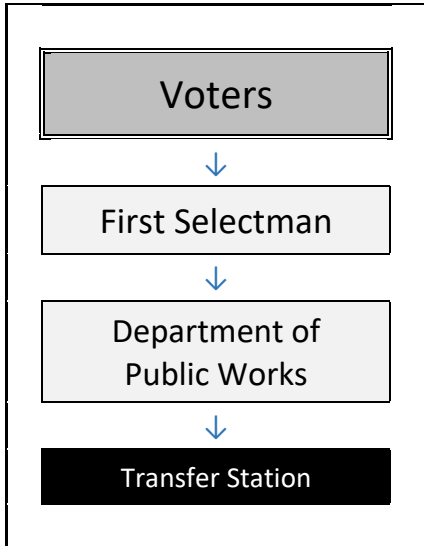 Voters
↓
First Selectman
↓
Department of
Public Works
↓
Transfer Station